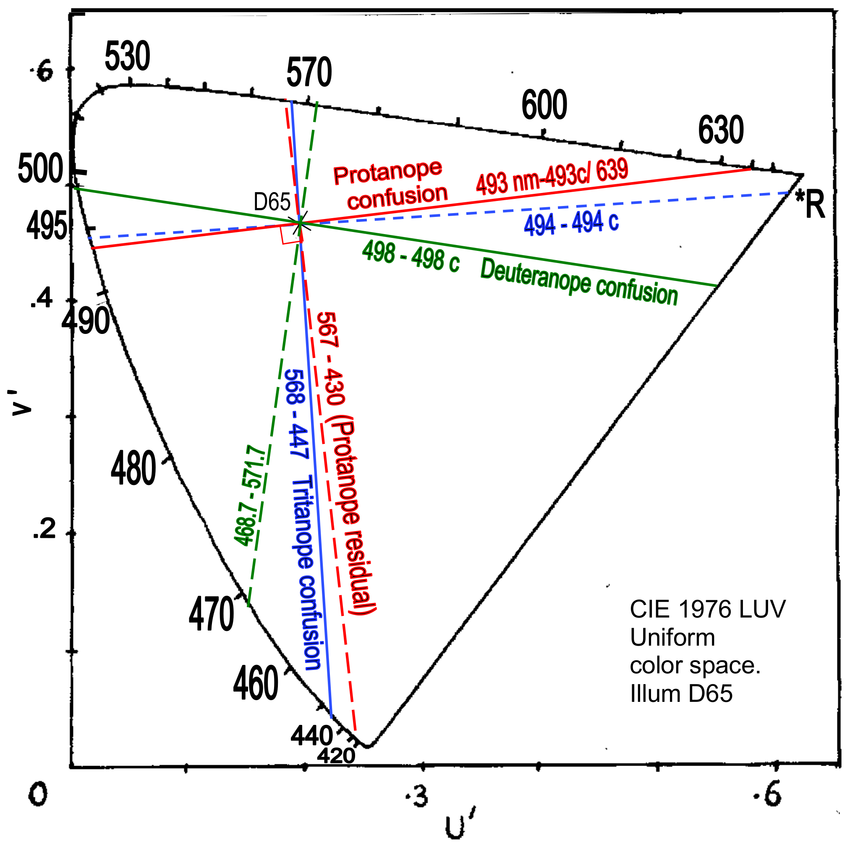 .6
530
570
600
630
500
Protanope
confusion
493 nm-493c/ 639
D65
*R
495
494 - 494 c
498 - 498 c Deuteranope confusion
.4
490
567 - 430 (Protanope residual)
568 - 447 Tritanope confusion
v'
480
468.7 - 571.7
.2
470
460
440
420
CIE 1976 LUV
Uniform
color space.
Illum D65
0
.3
.6
U'